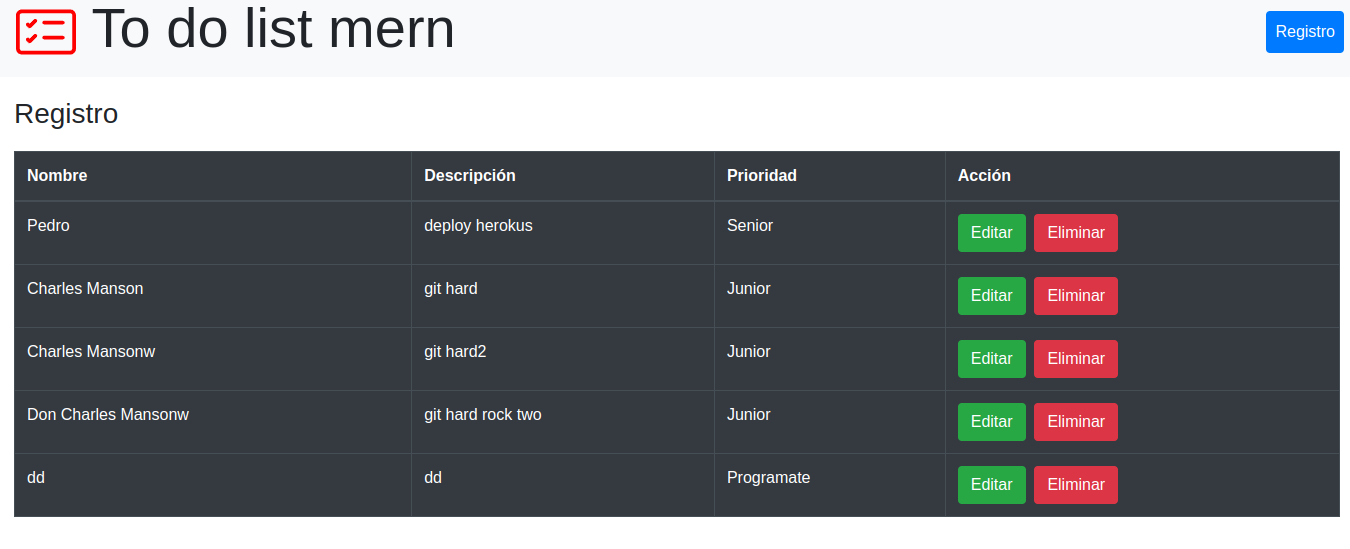 To do list mern
Registro
Registro
Nombre Descripción Prioridad Acción
Pedro deploy herokus Senior Editar Eliminar
Charles Manson git hard Junior Editar Eliminar
Charles Mansonw git hard2 Junior Editar Eliminar
Don Charles Mansonw git hard rock two Junior Editar Eliminar
dd dd Programate Editar Eliminar